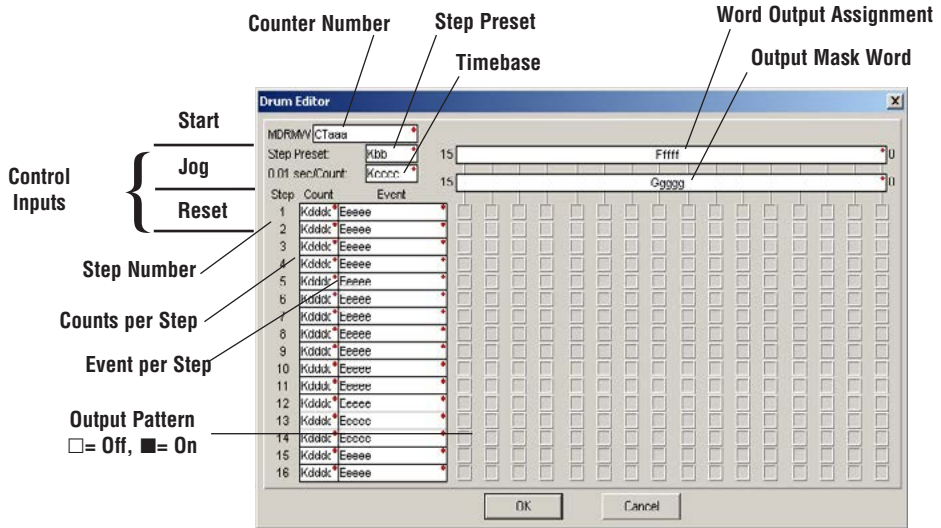 Counter Number
Step Preset
Word Output Assignment
Timebase
Output Mask Word
Drum Editor
Start
MDRMW CTaaa
Step Preset: Kbb 15 Fffff 0
Jog
0.01 sec/Count: Kcccc 15 Ggggg 0
Control
Inputs
Step Count Event
Reset
1 Kdddd Eeeee
2 Kdddd Eeeee
3 Kdddd Eeeee
Step Number
4 Kdddd Eeeee
5 Kdddd Eeeee
6 Kdddd Eeeee
Counts per Step
7 Kdddd Eeeee
8 Kdddd Eeeee
Event per Step
9 Kdddd Eeeee
10 Kdddd Eeeee
11 Kdddd Eeeee
12 Kdddd Eeeee
Output Pattern
13 Kdddd Eeeee
□= Off, ■= On
14 Kdddd Eeeee
15 Kdddd Eeeee
16 Kdddd Eeeee
OK Cancel